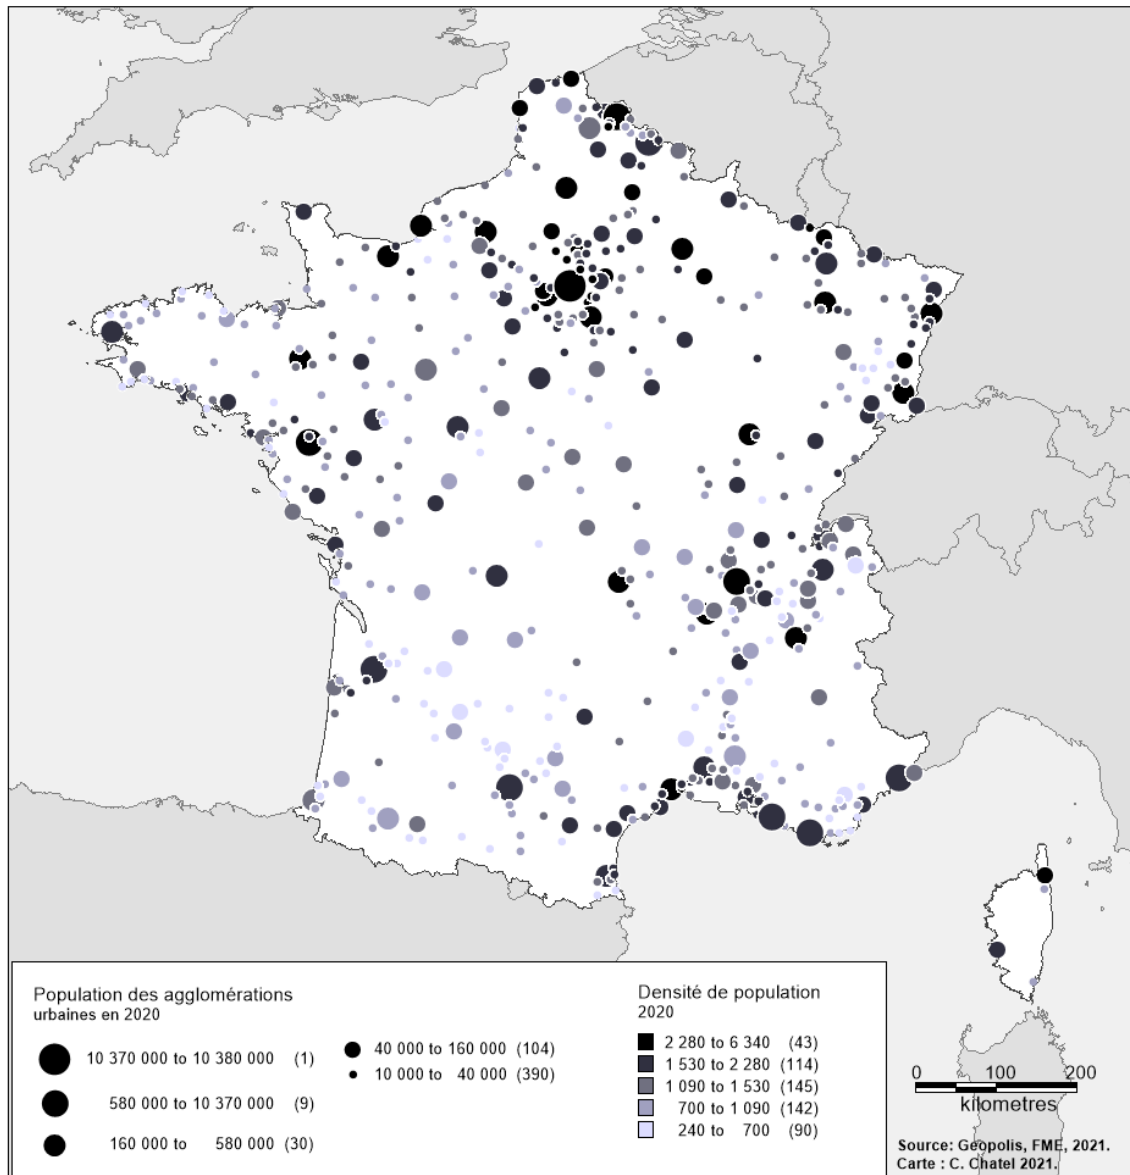 Population des agglomérations
urbaines en 2020
10 370 000 to 10 380 000 (1)
580 000 to 10 370 000 (9)
160 000 to 580 000 (30)
40 000 to 160 000 (104)
10 000 to 40 000 (390)
Densité de population
2020
2 280 to 6 340 (43)
1 530 to 2 280 (114)
1 090 to 1 530 (145)
700 to 1 090 (142)
240 to 700 (90)
0 100 200
kilometres
Source: Geopolis, FME, 2021.
Carte : C. Chatel 2021.